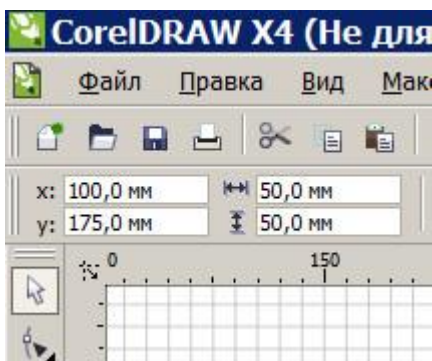 CorelDRAW X4 (Не для
Файл Правка Вид
x: 100,0 мм 50,0 мм
y: 175,0 мм 50,0 мм
0 150